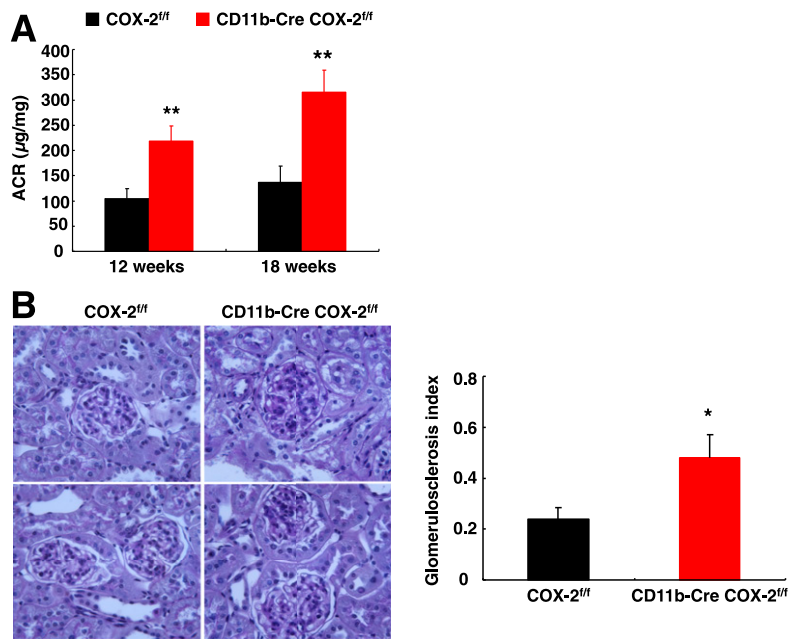 A
COX-2f/f
CD11b-Cre COX-2f/f
400
350
300
250
200
150
100
50
0
ACR (µg/mg)
**
**
12 weeks
18 weeks
B
COX-2f/f
CD11b-Cre COX-2f/f
0.8
0.6
0.4
0.2
0
Glomerulosclerosis index
*
COX-2f/f
CD11b-Cre COX-2f/f